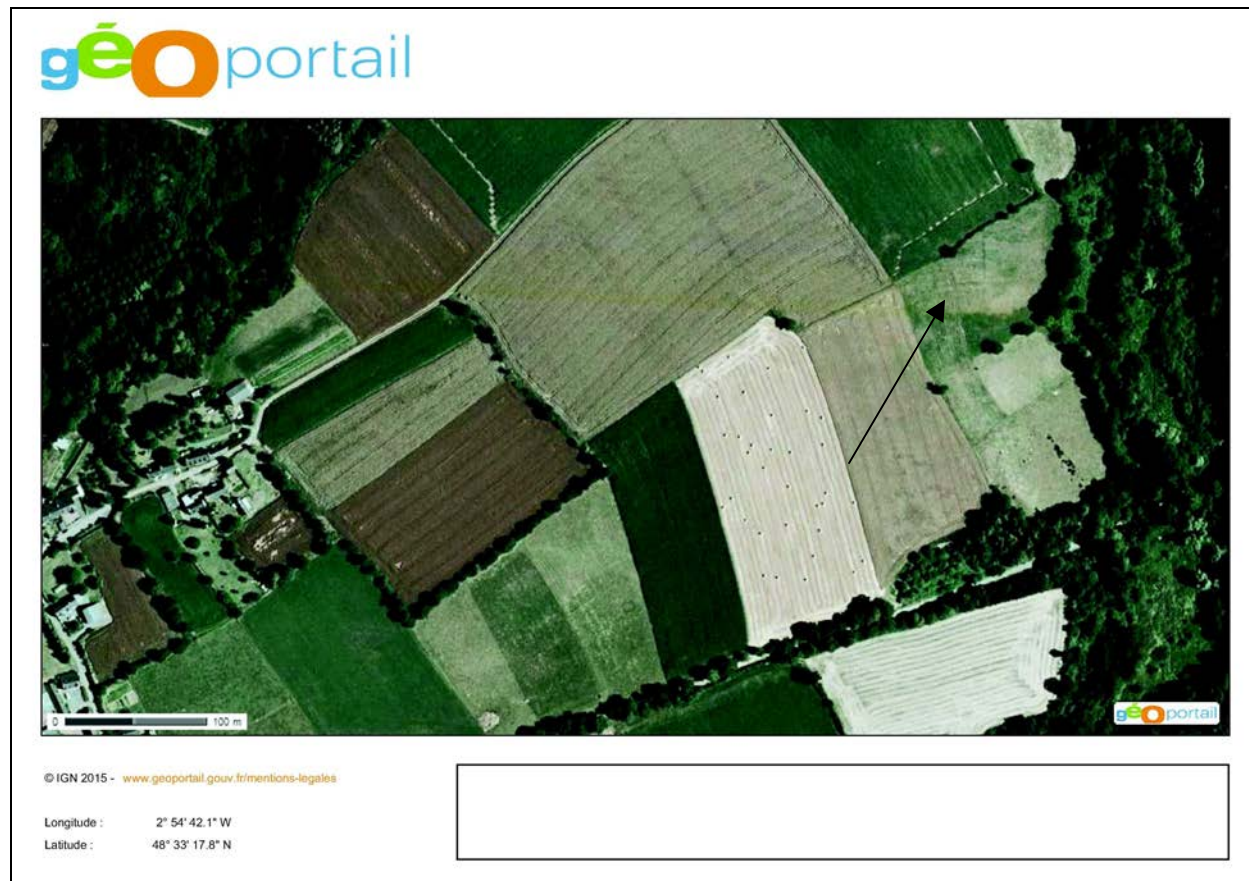 géoportail
0 100 m
géoportail
© IGN 2015 - www.geoportail.gouv.fr/mentions-legales
Longitude : 2° 54' 42.1" W
Latitude : 48° 33' 17.8" N